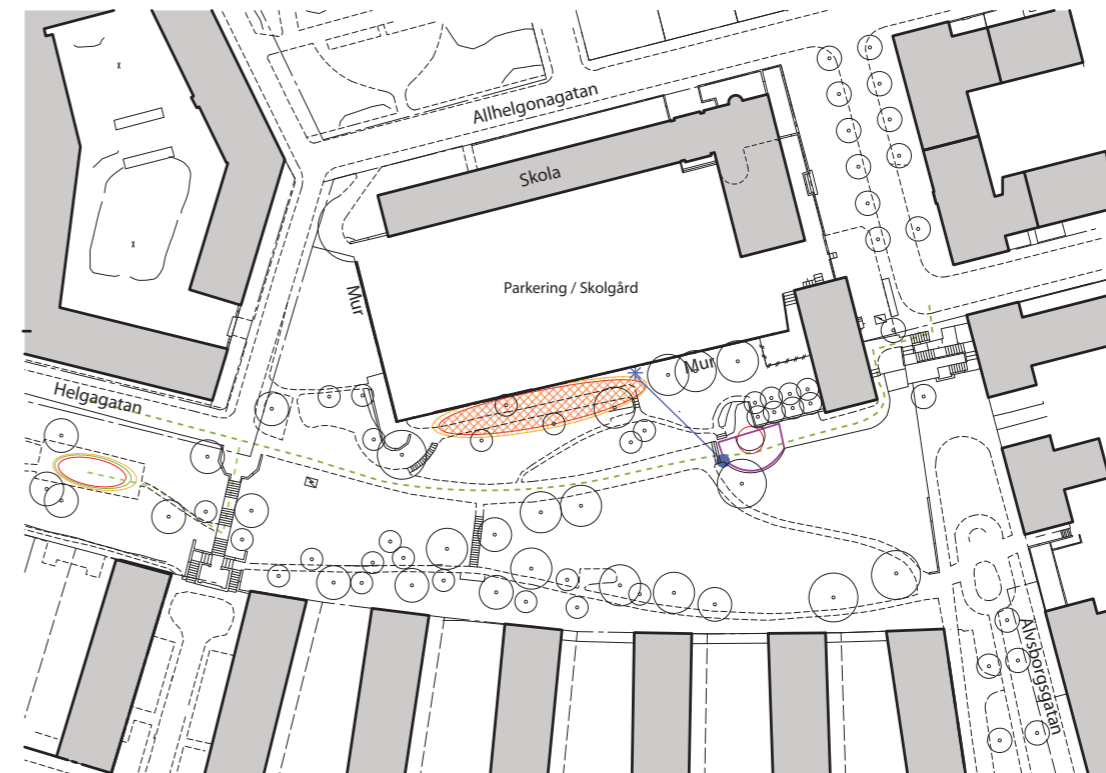 Allhelgonagatan
Skola
Parkering / Skolgård
Mur
Mur
Helgagatan
Älvsborgsgatan